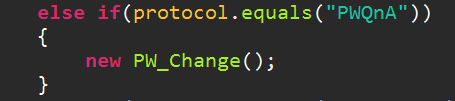 else if(protocol.equals("PWQnA"))
{
new PW_Change();
}